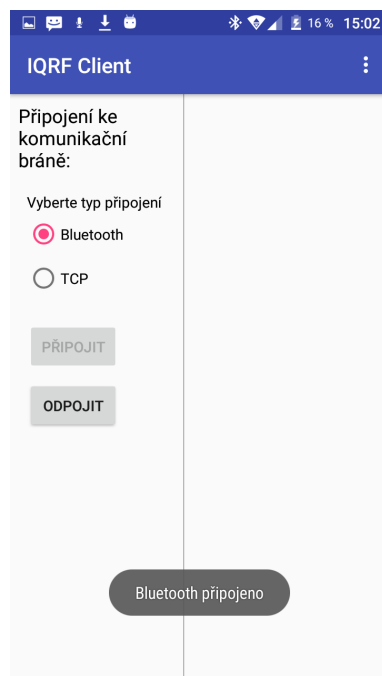 16 % 15:02
IQRF Client
Připojení ke
komunikační
bráně:
Vyberte typ připojení
Bluetooth
TCP
PŘIPOJIT
ODPOJIT
Bluetooth připojeno